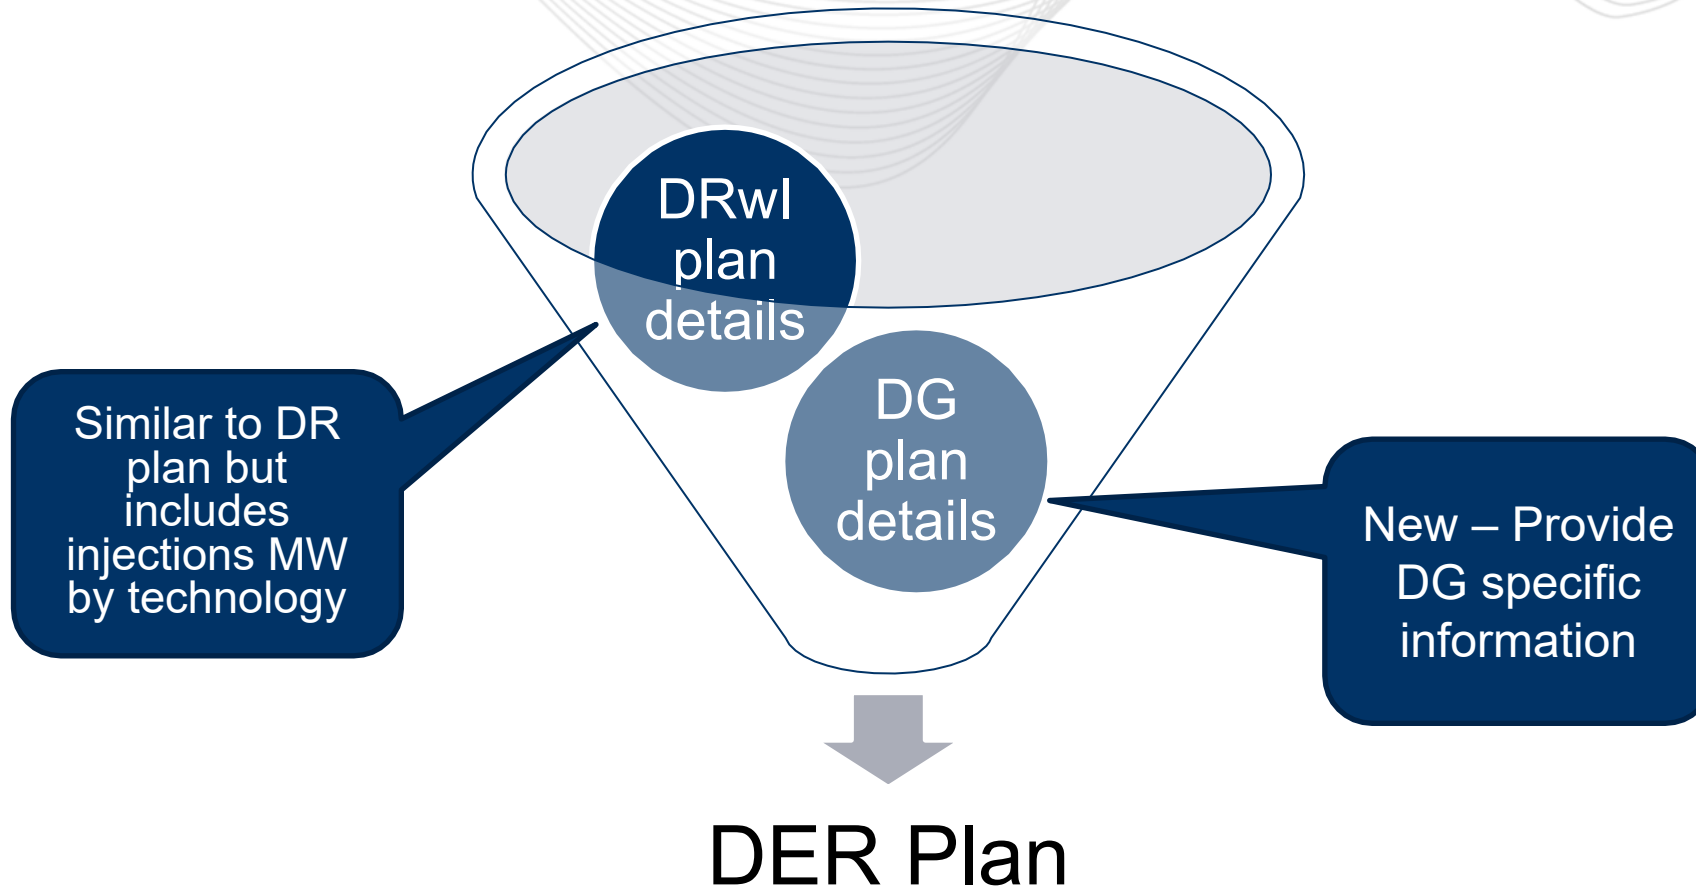 DRwI
plan
details
DG
plan
details
Similar to DR
plan but
includes
injections MW
by technology
New – Provide
DG specific
information
DER Plan